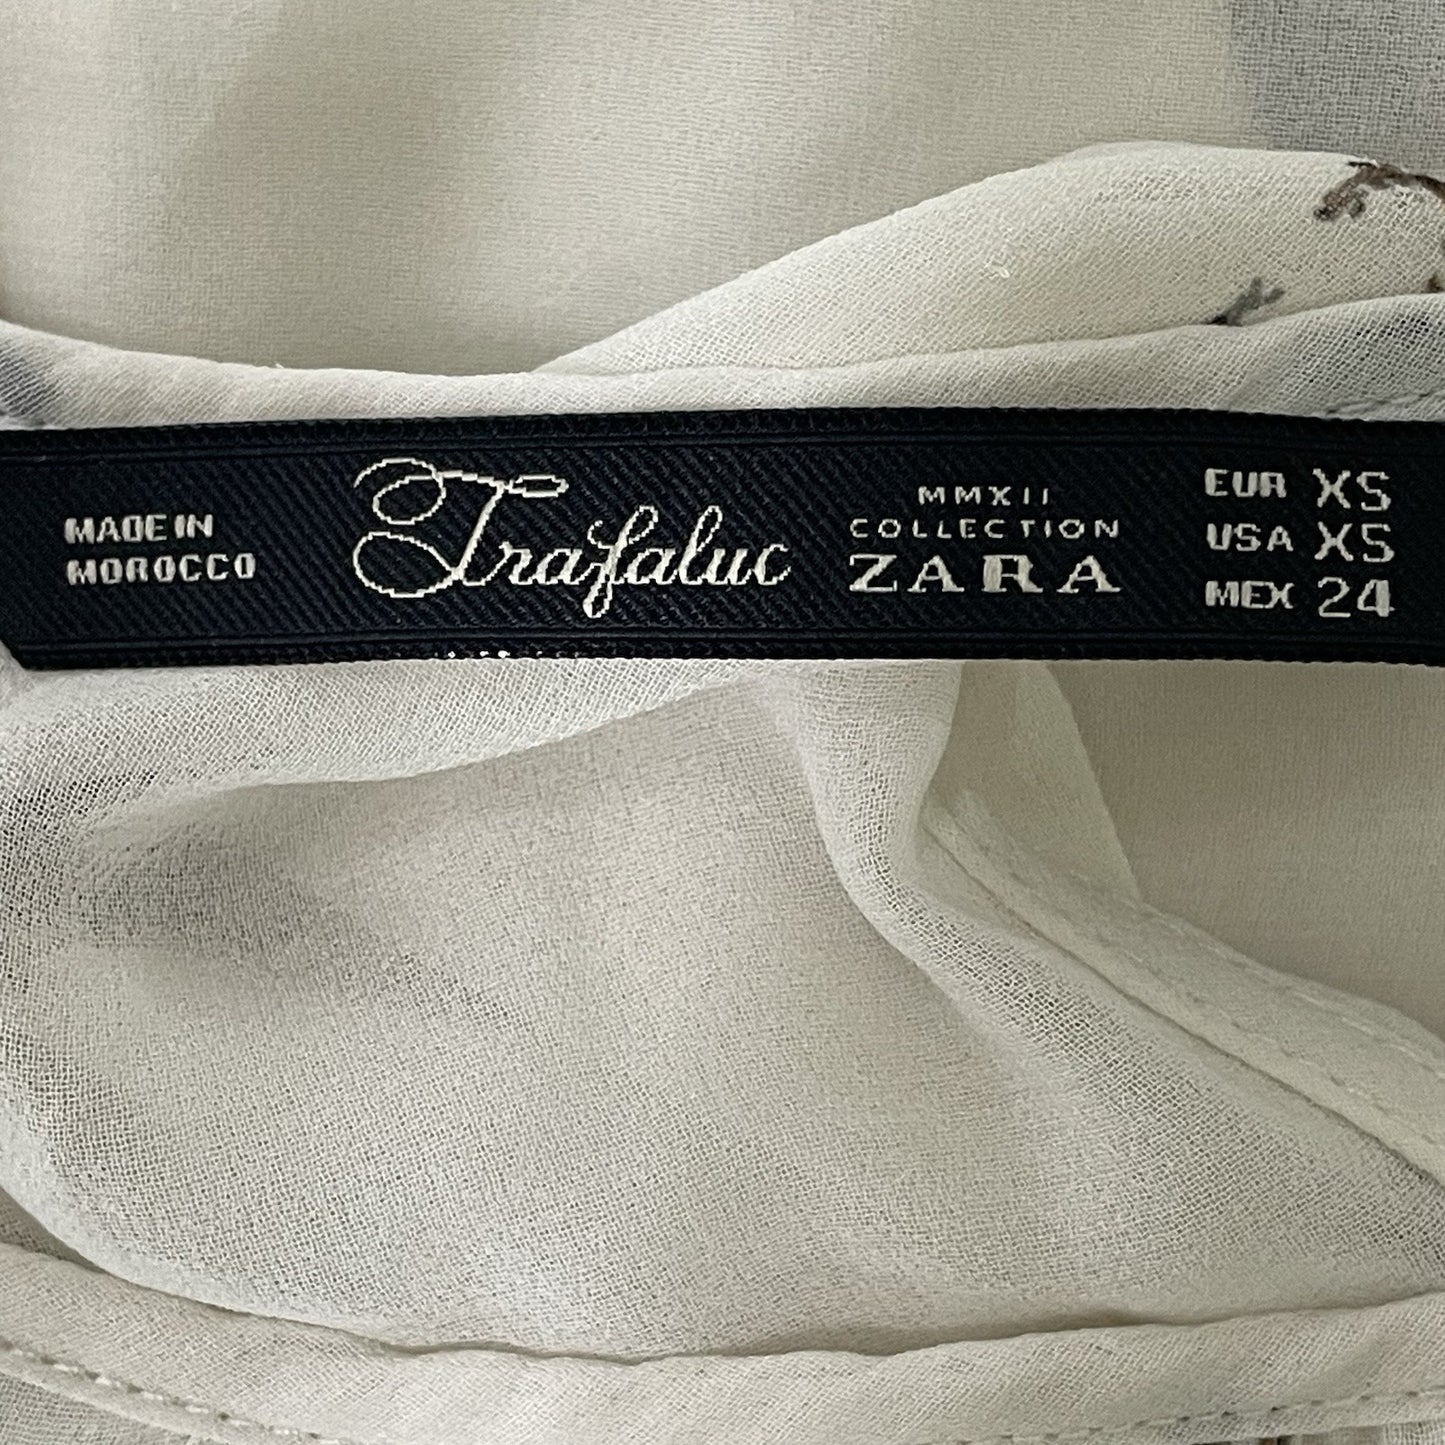 MADE IN
MOROCCO
Trafaluc
MMXII
COLLECTION
ZARA
EUR XS
USA XS
MEX 24